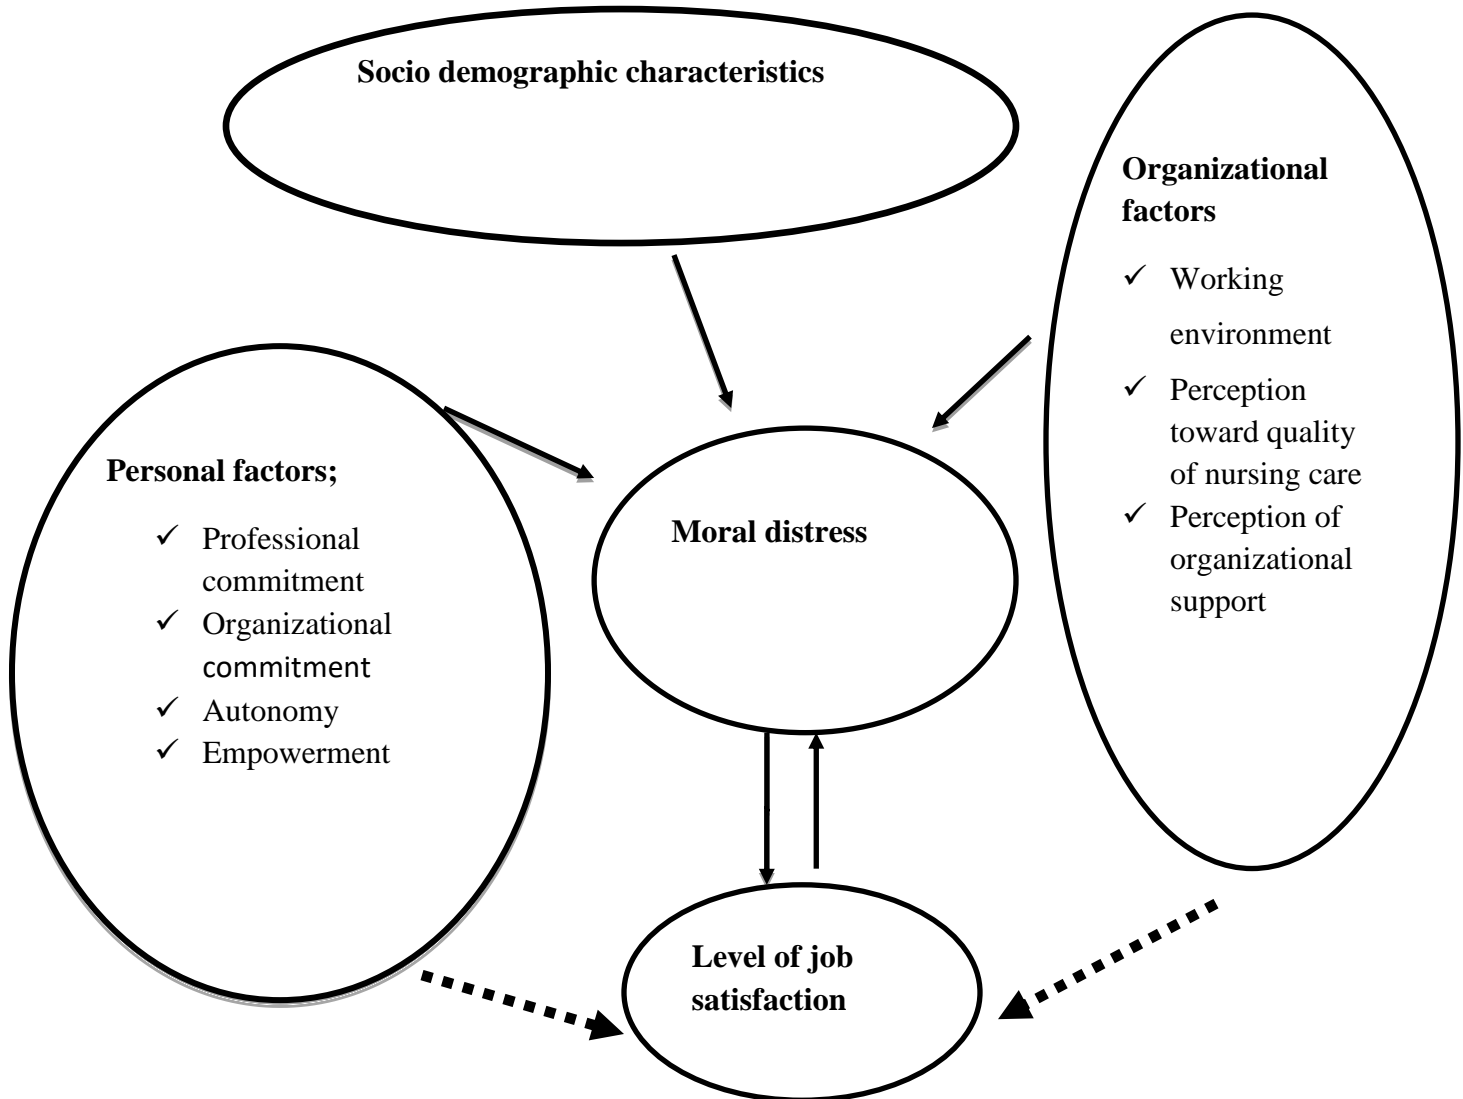 Socio demographic characteristics
Organizational
factors
✓ Working
environment
✓ Perception
toward quality
of nursing care
✓ Perception of
organizational
support
Personal factors;
✓ Professional
commitment
✓ Organizational
commitment
✓ Autonomy
✓ Empowerment
Moral distress
Level of job
satisfaction